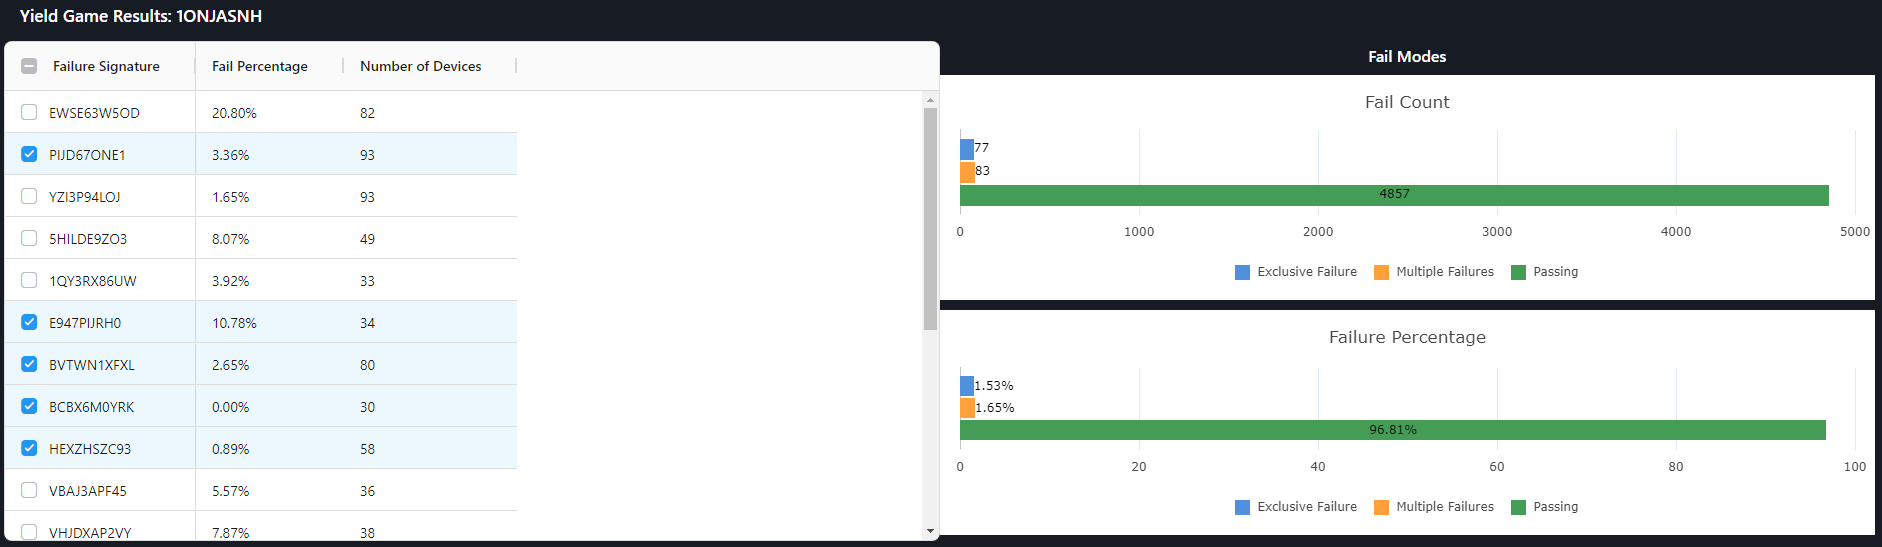 Yield Game Results: 1ONJASNH
Failure Signature Fail Percentage Number of Devices
EWSE63W5OD 20.80% 82
PIJD67ONE1 3.36% 93
YZI3P94LOJ 1.65% 93
5HILDE9ZO3 8.07% 49
1QY3RX86UW 3.92% 33
E947PIJRH0 10.78% 34
BVTWN1XFXL 2.65% 80
BCBX6M0YRK 0.00% 30
HEXZHSZC93 0.89% 58
VBAJ3APF45 5.57% 36
VHJDXAP2VY 7.87% 38
Fail Modes
Fail Count
77
83
4857
0 1000 2000 3000 4000 5000
Exclusive Failure Multiple Failures Passing
Failure Percentage
1.53%
1.65%
96.81%
0 20 40 60 80 100
Exclusive Failure Multiple Failures Passing